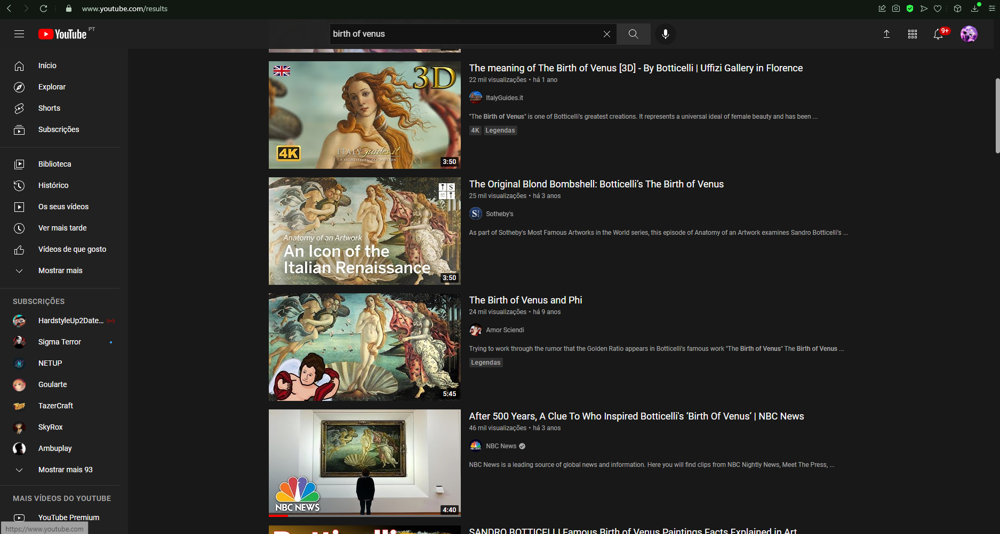 www.youtube.com/results
YouTube PT
birth of venus
9+
Início
Explorar
Shorts
Subscrições
Biblioteca
Histórico
Os seus vídeos
Ver mais tarde
Vídeos de que gosto
Mostrar mais
SUBSCRIÇÕES
HardstyleUp2Date...
Sigma Terror
NETUP
Goularte
TazerCraft
SkyRox
Ambuplay
Mostrar mais 93
MAIS VÍDEOS DO YOUTUBE
YouTube Premium
https://www.youtube.com
3D
4K
ITALYGuides.it
A SIGHTSEEING REVOLUTION
3:50
The meaning of The Birth of Venus [3D] - By Botticelli | Uffizi Gallery in Florence
22 mil visualizações • há 1 ano
ItalyGuides.it
"The Birth of Venus" is one of Botticelli's greatest creations. It represents a universal ideal of female beauty and has been ...
4K Legendas
Anatomy of an Artwork
An Icon of the
Italian Renaissance
3:50
The Original Blond Bombshell: Botticelli’s The Birth of Venus
25 mil visualizações • há 3 anos
Sotheby's
As part of Sotheby's Most Famous Artworks in the World series, this episode of Anatomy of an Artwork examines Sandro Botticelli's ...
5:45
The Birth of Venus and Phi
24 mil visualizações • há 9 anos
Amor Sciendi
Trying to work through the rumor that the Golden Ratio appears in Botticelli's famous work "The Birth of Venus" The Birth of Venus ...
Legendas
NBC NEWS
4:40
After 500 Years, A Clue To Who Inspired Botticelli's ‘Birth Of Venus’ | NBC News
46 mil visualizações • há 3 anos
NBC News
NBC News is a leading source of global news and information. Here you will find clips from NBC Nightly News, Meet The Press, ...
Botticelli
SANDRO BOTTICELLI Famous Birth of Venus Paintings Facts Explained in Art